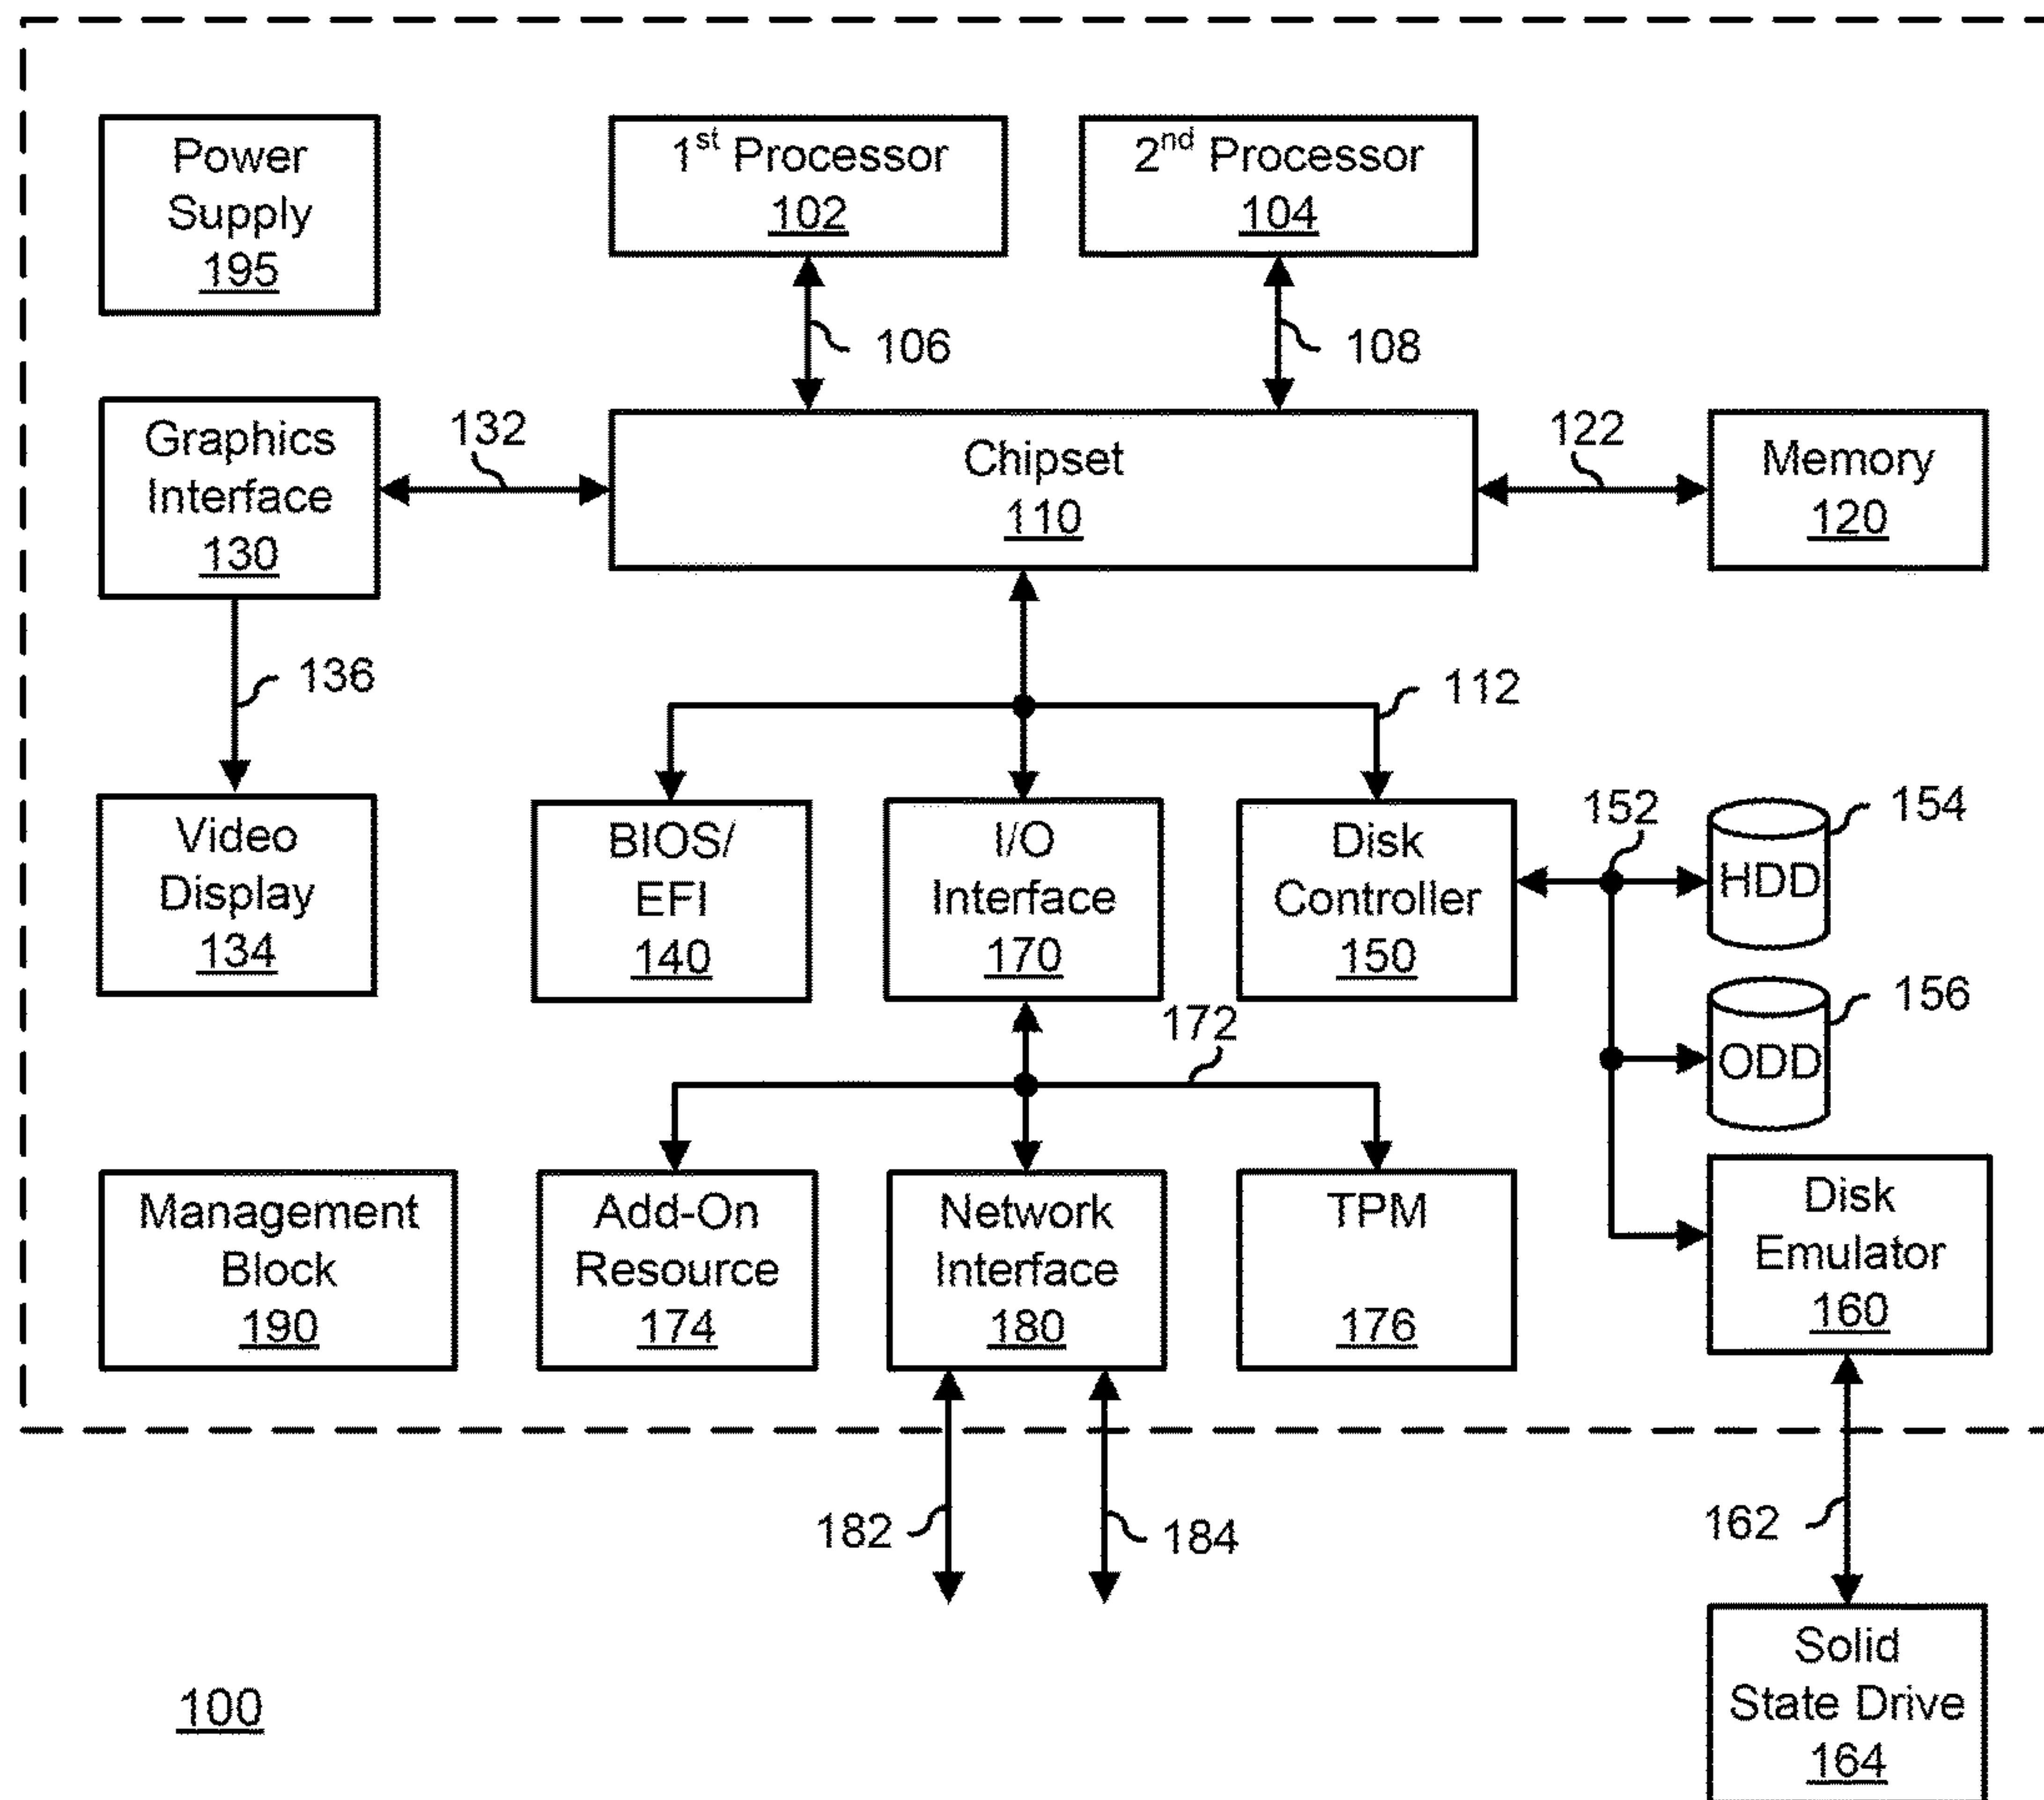 Power
Supply
195
1st Processor
102
2nd Processor
104
106
108
Graphics
Interface
130
132
Chipset
110
122
Memory
120
136
112
Video
Display
134
BIOS/
EFI
140
I/O
Interface
170
Disk
Controller
150
152
HDD
154
ODD
156
172
Management
Block
190
Add-On
Resource
174
Network
Interface
180
TPM
176
Disk
Emulator
160
182
184
162
Solid
State Drive
164
100